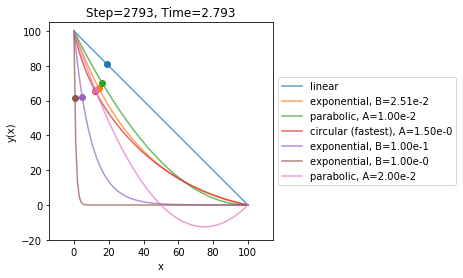 Step=2793, Time=2.793
y(x)
100
80
60
40
20
0
−20
0 20 40 60 80 100
x
linear
exponential, B=2.51e-2
parabolic, A=1.00e-2
circular (fastest), A=1.50e-0
exponential, B=1.00e-1
exponential, B=1.00e-0
parabolic, A=2.00e-2